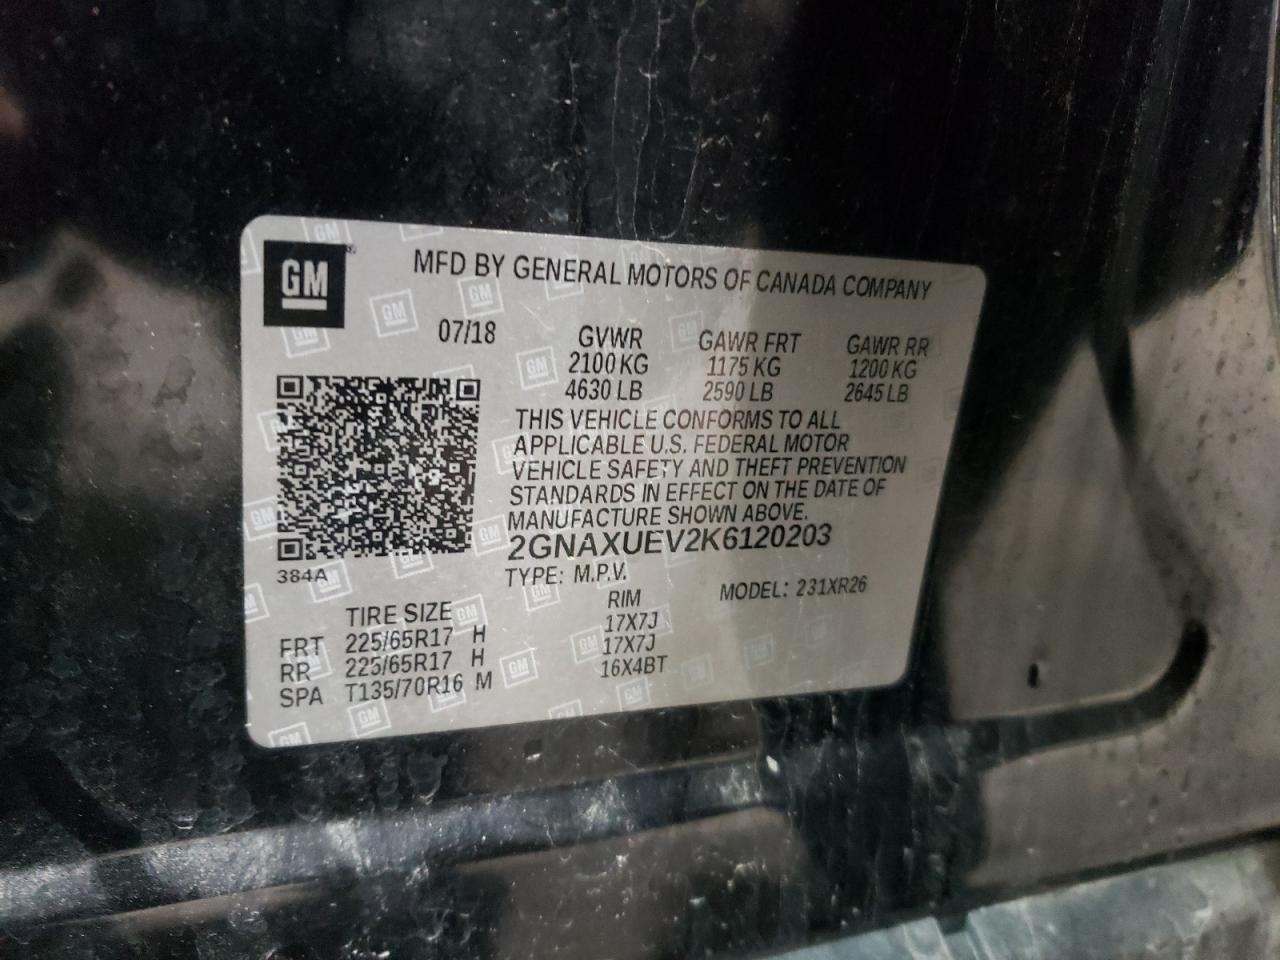 GM
MFD BY GENERAL MOTORS OF CANADA COMPANY
07/18 GVWR GAWR FRT GAWR RR
2100 KG 1175 KG 1200 KG
4630 LB 2590 LB 2645 LB
THIS VEHICLE CONFORMS TO ALL
APPLICABLE U.S. FEDERAL MOTOR
VEHICLE SAFETY AND THEFT PREVENTION
STANDARDS IN EFFECT ON THE DATE OF
MANUFACTURE SHOWN ABOVE.
2GNAXUEV2K6120203
384A
TYPE: M.P.V. MODEL: 231XR26
TIRE SIZE RIM
FRT 225/65R17 H 17X7J
RR 225/65R17 H 17X7J
SPA T135/70R16 M 16X4BT